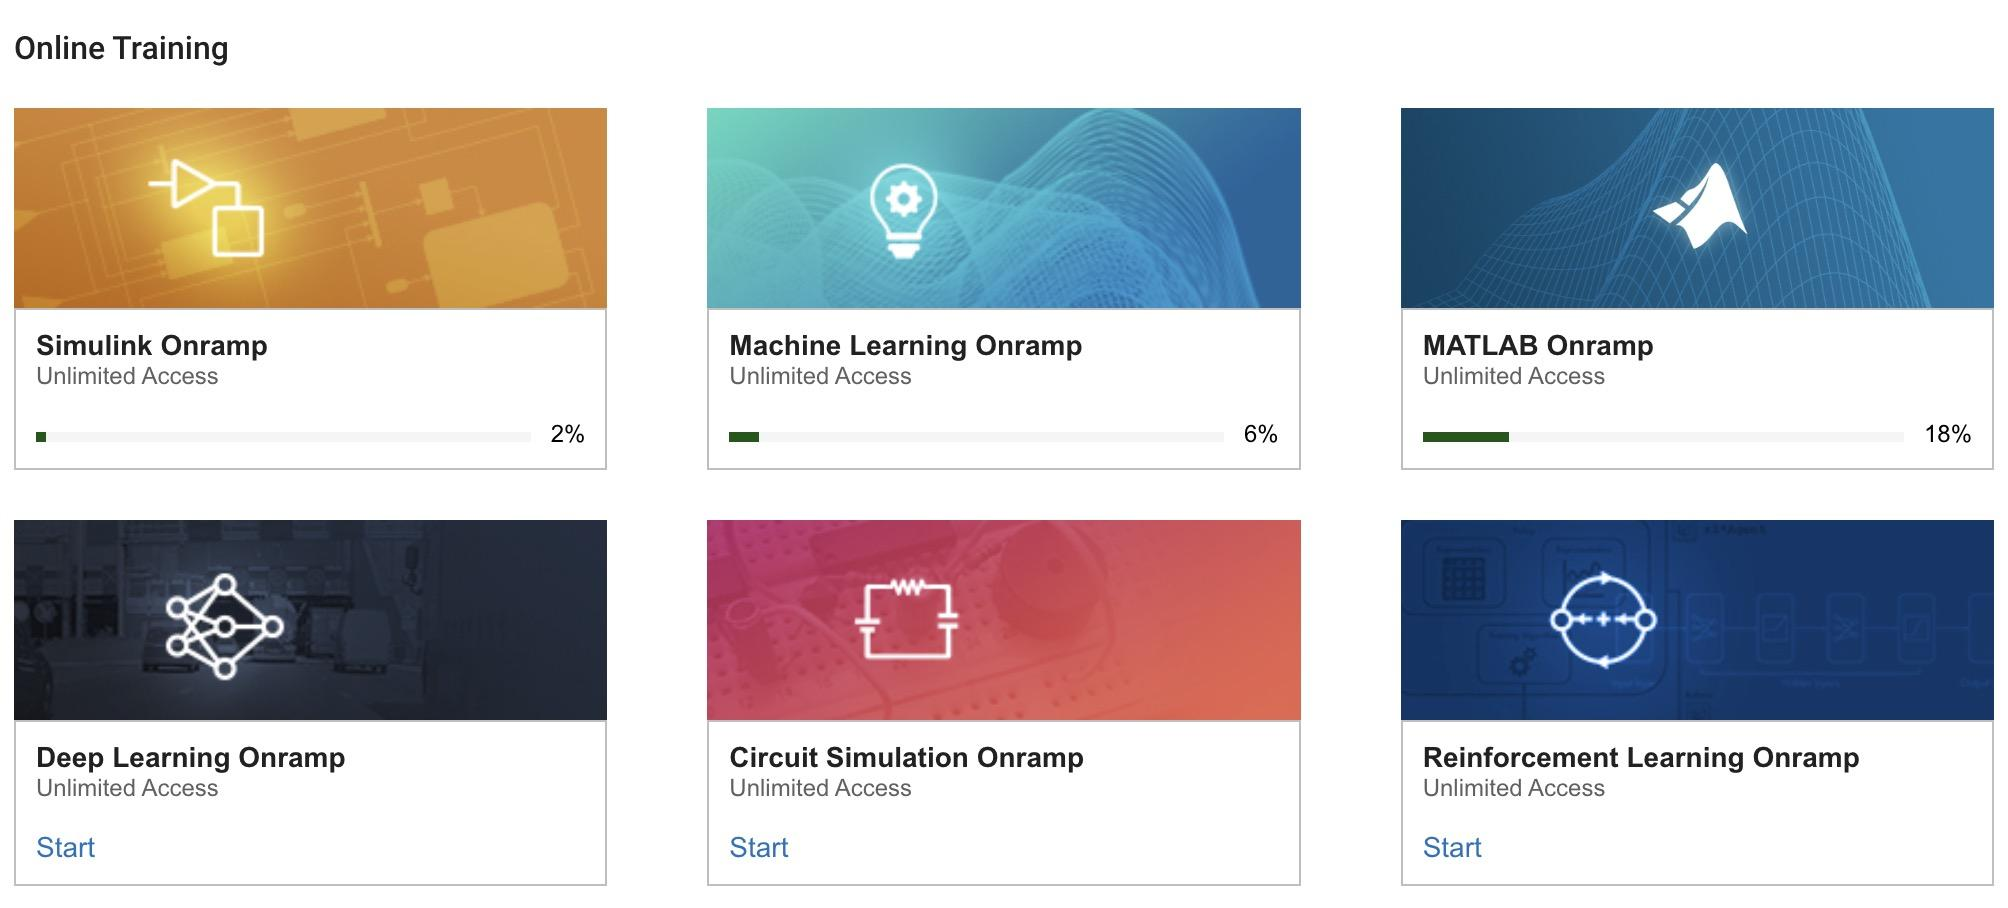 Online Training
Simulink Onramp
Unlimited Access
2%
Machine Learning Onramp
Unlimited Access
6%
MATLAB Onramp
Unlimited Access
18%
Deep Learning Onramp
Unlimited Access
Start
Circuit Simulation Onramp
Unlimited Access
Start
Reinforcement Learning Onramp
Unlimited Access
Start